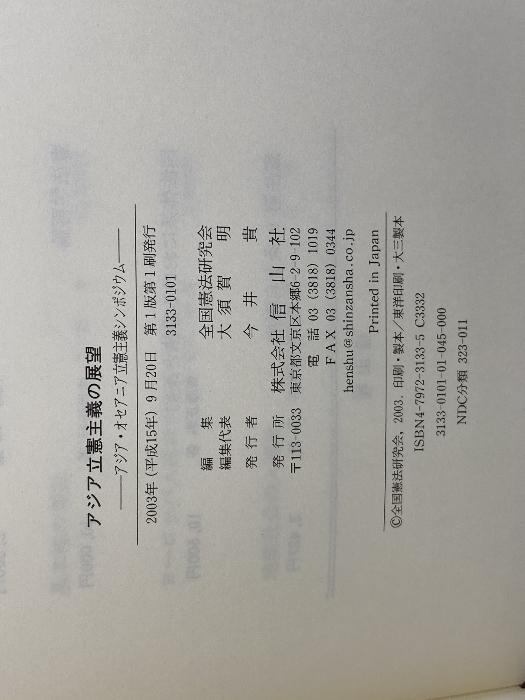 アジア立憲主義の展望
――アジア・オセアニア立憲主義シンポジウム――
2003年(平成15年)9月20日 第1版第1刷発行
3133-0101
編集 全国憲法研究会
編集代表 大須賀明
発行者 今井貴
発行所 株式会社 信山社
〒113-0033 東京都文京区本郷6-2-9-102
電話 03(3818)1019
FAX 03(3818)0344
henshu@shinzansha.co.jp
Printed in Japan
©全国憲法研究会, 2003. 印刷・製本/東洋印刷・大三製本
ISBN4-7972-3133-5 C3332
3133-0101-01-045-000
NDC分類 323-011